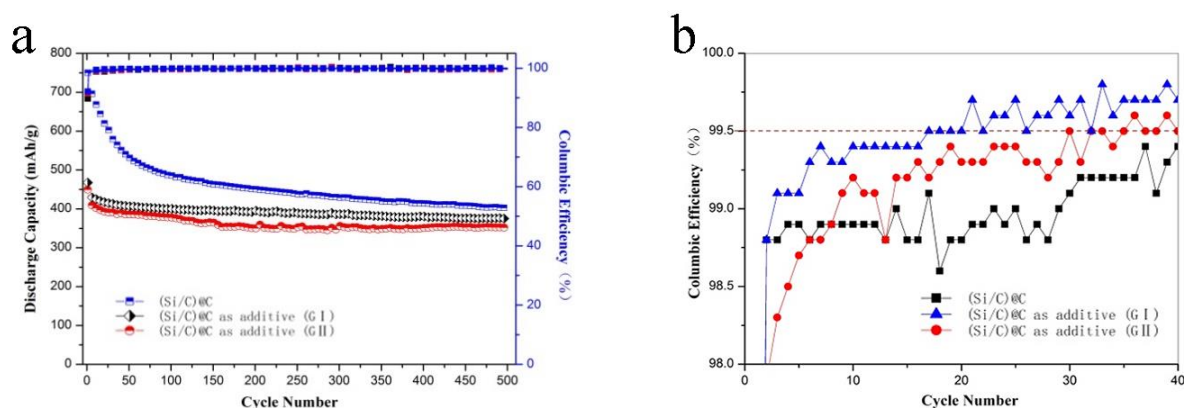 a
800
700
600
500
400
300
200
100
0
Discharge Capacity (mAh/g)
0 50 100 150 200 250 300 350 400 450 500
Cycle Number
100
80
60
40
20
0
Columbic Efficiency (%)
(Si/C)@C
(Si/C)@C as additive (GⅠ)
(Si/C)@C as additive (GⅡ)
b
100.0
99.5
99.0
98.5
98.0
Columbic Efficiency (%)
0 10 20 30 40
Cycle Number
(Si/C)@C
(Si/C)@C as additive (GⅠ)
(Si/C)@C as additive (GⅡ)